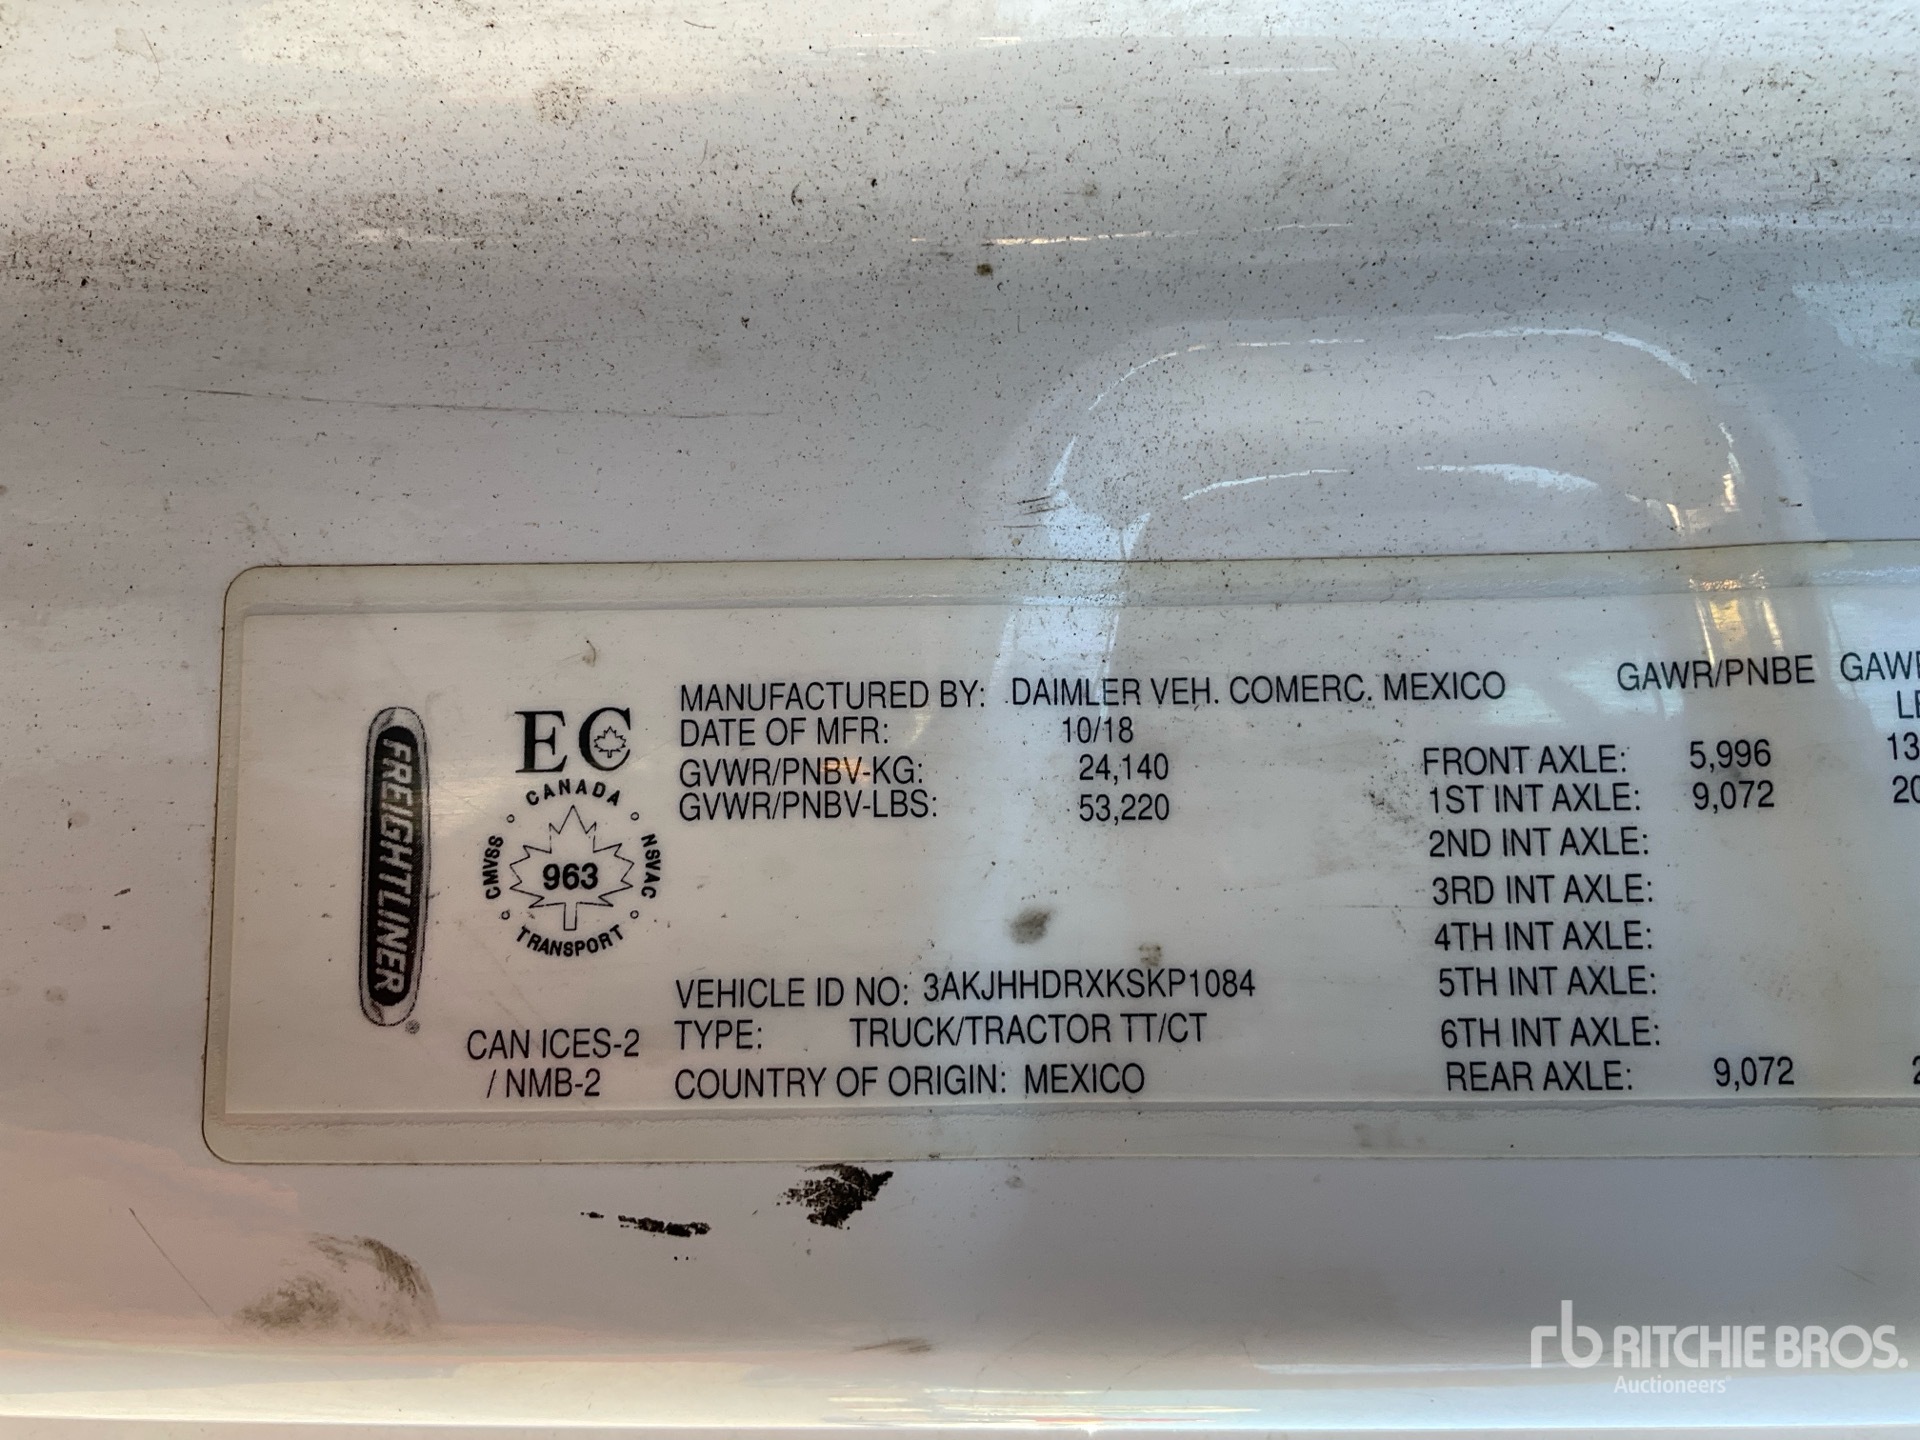 FREIGHTLINER
EC
CANADA
CMVSS
NSVAC
963
TRANSPORT
CAN ICES-2
/ NMB-2
MANUFACTURED BY: DAIMLER VEH. COMERC. MEXICO
DATE OF MFR: 10/18
GVWR/PNBV-KG: 24,140
GVWR/PNBV-LBS: 53,220
VEHICLE ID NO: 3AKJHHDRXKSKP1084
TYPE: TRUCK/TRACTOR TT/CT
COUNTRY OF ORIGIN: MEXICO
GAWR/PNBE
FRONT AXLE: 5,996
1ST INT AXLE: 9,072
2ND INT AXLE:
3RD INT AXLE:
4TH INT AXLE:
5TH INT AXLE:
6TH INT AXLE:
REAR AXLE: 9,072
rb RITCHIE BROS.
Auctioneers